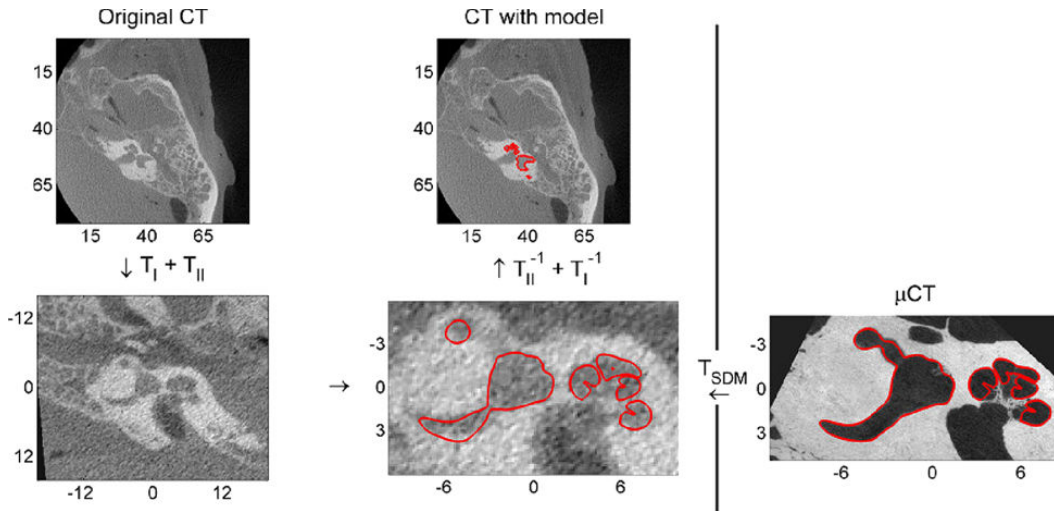 Original CT
CT with model
15
40
65
15 40 65
15
40
65
15 40 65
↓ T_I + T_II
↑ T_II^-1 + T_I^-1
μCT
-12
0
12
-12 0 12
→
-3
0
3
0 6
T_SDM
←
-3
0
3
-6 0 6